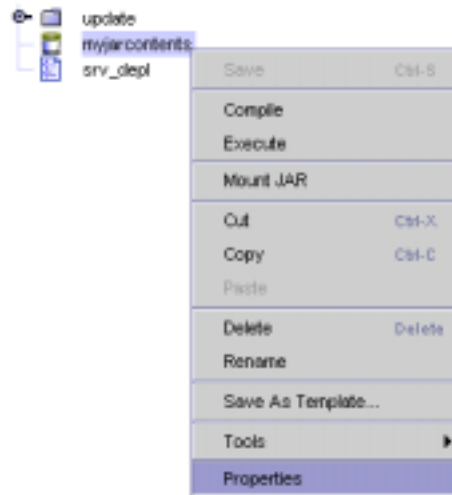 update
myjarcontents
srv_depl
Save Ctrl-S
Compile
Execute
Mount JAR
Cut Ctrl-X
Copy Ctrl-C
Paste
Delete Delete
Rename
Save As Template...
Tools
Properties